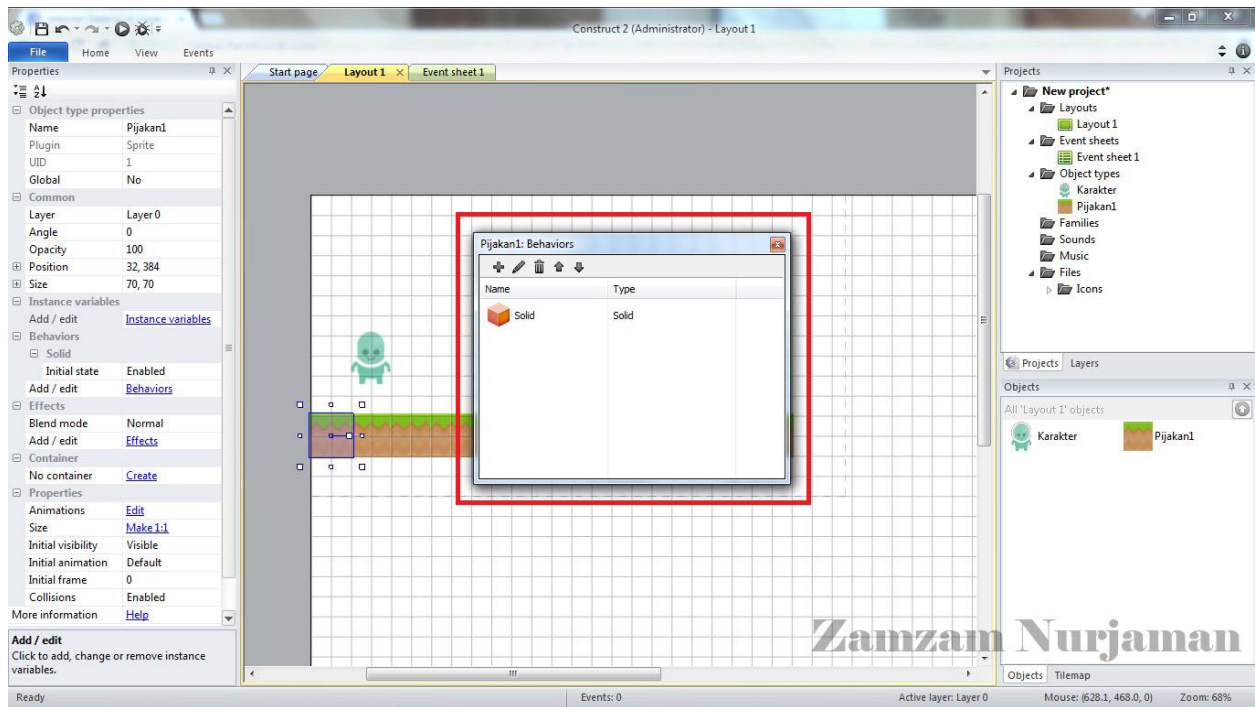 Construct 2 (Administrator) - Layout 1
File Home View Events
Properties
Object type properties
Name Pijakan1
Plugin Sprite
UID 1
Global No
Common
Layer Layer 0
Angle 0
Opacity 100
Position 32, 384
Size 70, 70
Instance variables
Add / edit Instance variables
Behaviors
Solid
Initial state Enabled
Add / edit Behaviors
Effects
Blend mode Normal
Add / edit Effects
Container
No container Create
Properties
Animations Edit
Size Make 1:1
Initial visibility Visible
Initial animation Default
Initial frame 0
Collisions Enabled
More information Help
Add / edit
Click to add, change or remove instance
variables.
Start page Layout 1 Event sheet 1
Pijakan1: Behaviors
Name Type
Solid Solid
Projects
New project*
Layouts
Layout 1
Event sheets
Event sheet 1
Object types
Karakter
Pijakan1
Families
Sounds
Music
Files
Icons
Projects Layers
Objects
All 'Layout 1' objects
Karakter Pijakan1
Zamzam Nurjaman
Objects Tilemap
Ready Events: 0 Active layer: Layer 0 Mouse: (628.1, 468.0, 0) Zoom: 68%